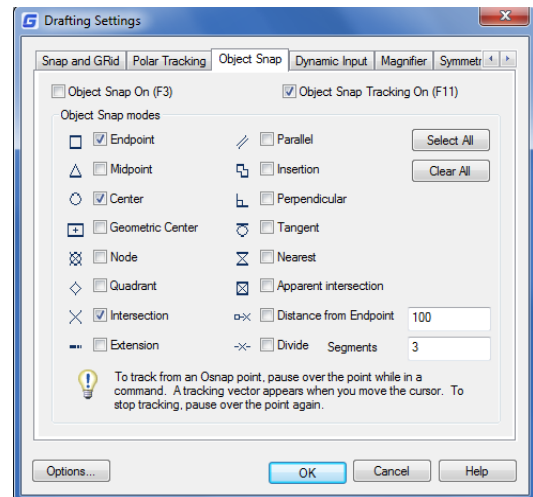 Drafting Settings
Snap and GRid Polar Tracking Object Snap Dynamic Input Magnifier Symmetr
Object Snap On (F3) Object Snap Tracking On (F11)
Object Snap modes
Endpoint Parallel Select All
Midpoint Insertion Clear All
Center Perpendicular
Geometric Center Tangent
Node Nearest
Quadrant Apparent intersection
Intersection Distance from Endpoint 100
Extension Divide Segments 3
To track from an Osnap point, pause over the point while in a
command. A tracking vector appears when you move the cursor. To
stop tracking, pause over the point again.
Options... OK Cancel Help